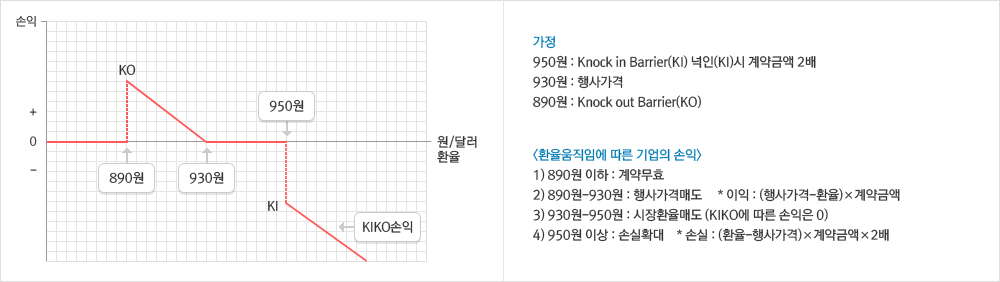 손익
KO
950원
+
0
-
원/달러
환율
890원
930원
KI
KIKO손익
가정
950원 : Knock in Barrier(KI) 넉인(KI)시 계약금액 2배
930원 : 행사가격
890원 : Knock out Barrier(KO)
<환율움직임에 따른 기업의 손익>
1) 890원 이하 : 계약무효
2) 890원-930원 : 행사가격매도 * 이익 : (행사가격-환율)×계약금액
3) 930원-950원 : 시장환율매도 (KIKO에 따른 손익은 0)
4) 950원 이상 : 손실확대 * 손실 : (환율-행사가격)×계약금액×2배